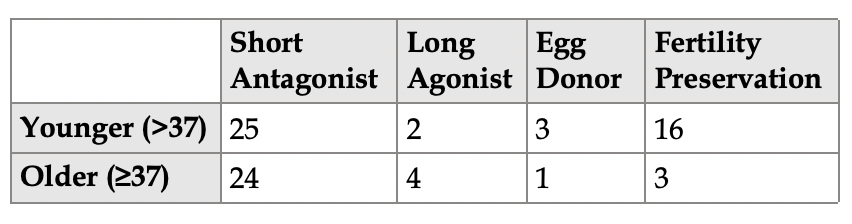 Short Antagonist Long Agonist Egg Donor Fertility Preservation
Younger (>37) 25 2 3 16
Older (≥37) 24 4 1 3